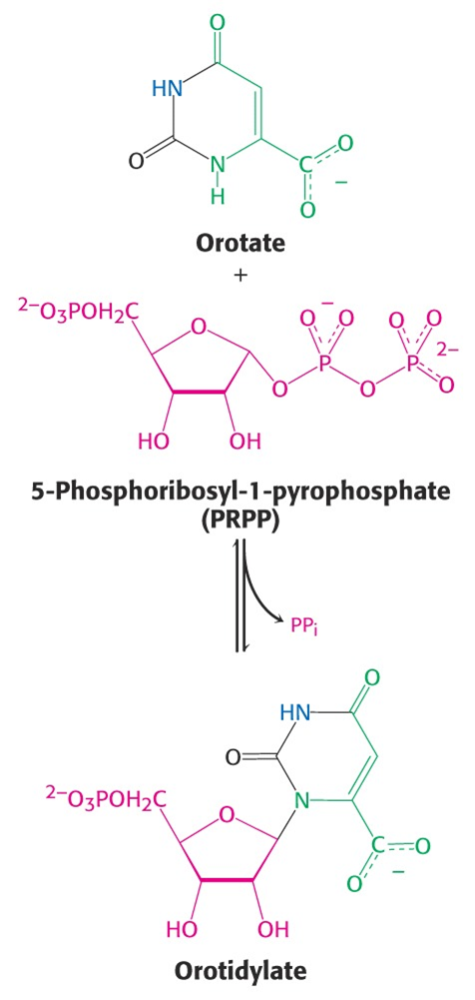 O
HN
O
N
H
C
O
O
−
Orotate
+
2−O3POH2C
O
O
P
O
O
−
O
P
O
O
O
2−
HO
OH
5-Phosphoribosyl-1-pyrophosphate
(PRPP)
PPi
O
HN
O
N
2−O3POH2C
O
C
O
O
−
HO
OH
Orotidylate